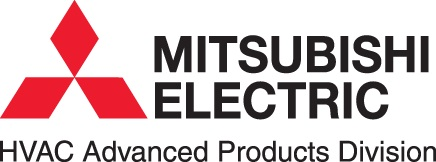 MITSUBISHI
ELECTRIC
HVAC Advanced Products Division